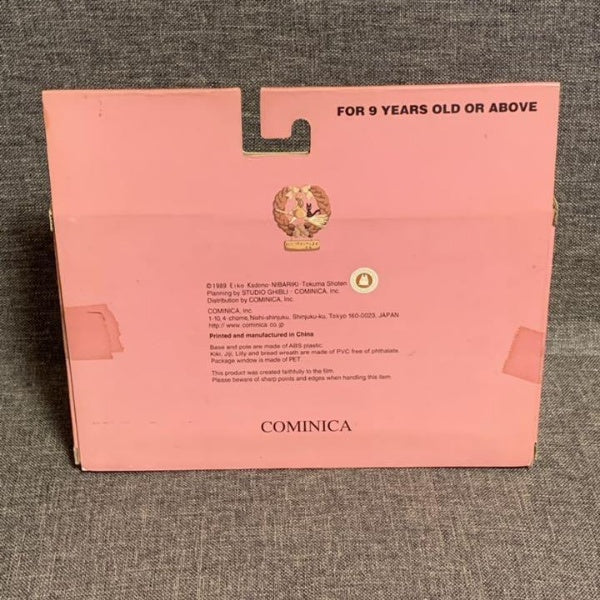 FOR 9 YEARS OLD OR ABOVE
©1989 Eiko Kadono·NIBARIKI·Tokuma Shoten
Planning by STUDIO GHIBLI · COMINICA, Inc.
Distribution by COMINICA, Inc.
COMINICA, Inc.
1-10, 4-chome, Nishi-shinjuku, Shinjuku-ku, Tokyo 160-0023, JAPAN
http://www.cominica.co.jp
Printed and manufactured in China
Base and pole are made of ABS plastic.
Kiki, Jiji, Lilly and bread wreath are made of PVC free of phthalate.
Package window is made of PET
This product was created faithfully to the film.
Please beware of sharp points and edges when handling this item.
COMINICA